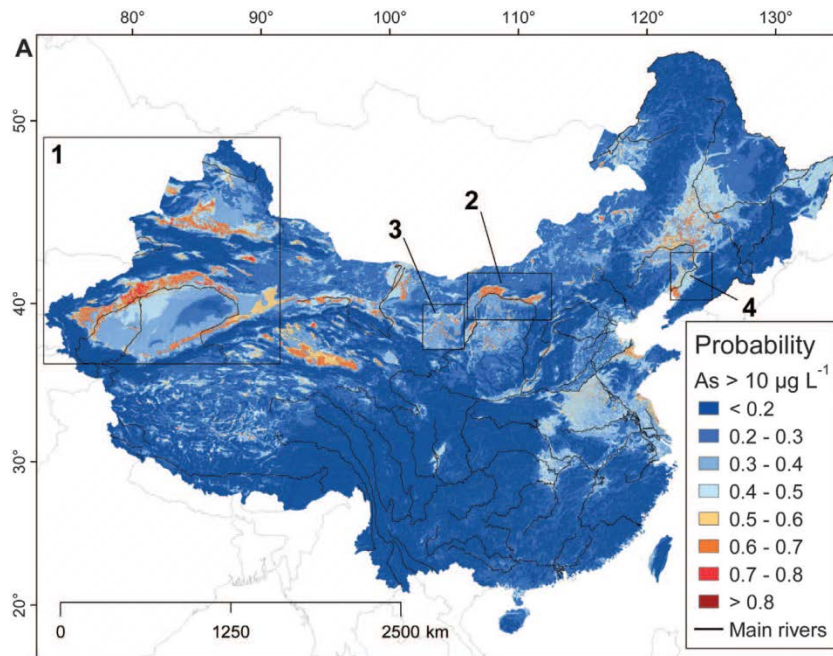 80° 90° 100° 110° 120° 130°
A
50°
1
2
3
40°
4
Probability
As > 10 µg L⁻¹
< 0.2
0.2 - 0.3
0.3 - 0.4
30°
0.4 - 0.5
0.5 - 0.6
0.6 - 0.7
0.7 - 0.8
> 0.8
Main rivers
20°
0 1250 2500 km